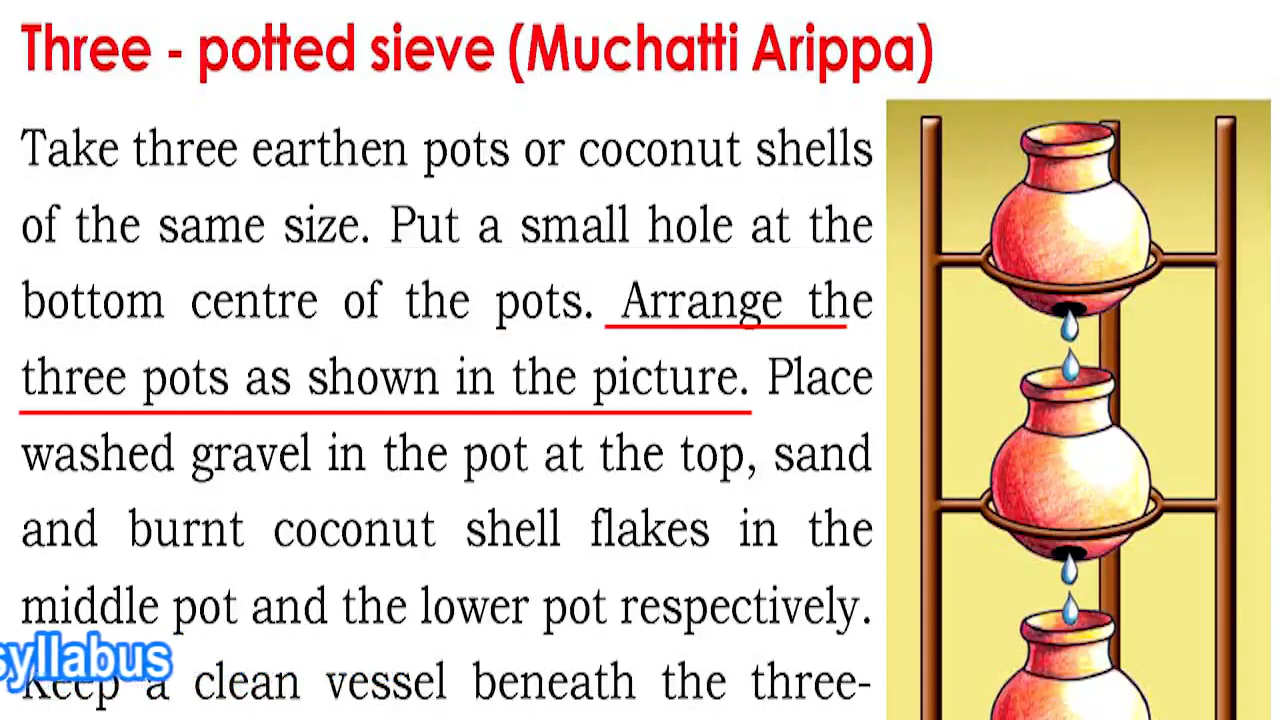 Three - potted sieve (Muchatti Arippa)
Take three earthen pots or coconut shells
of the same size. Put a small hole at the
bottom centre of the pots. Arrange the
three pots as shown in the picture. Place
washed gravel in the pot at the top, sand
and burnt coconut shell flakes in the
middle pot and the lower pot respectively.
syllabus
Keep a clean vessel beneath the three-